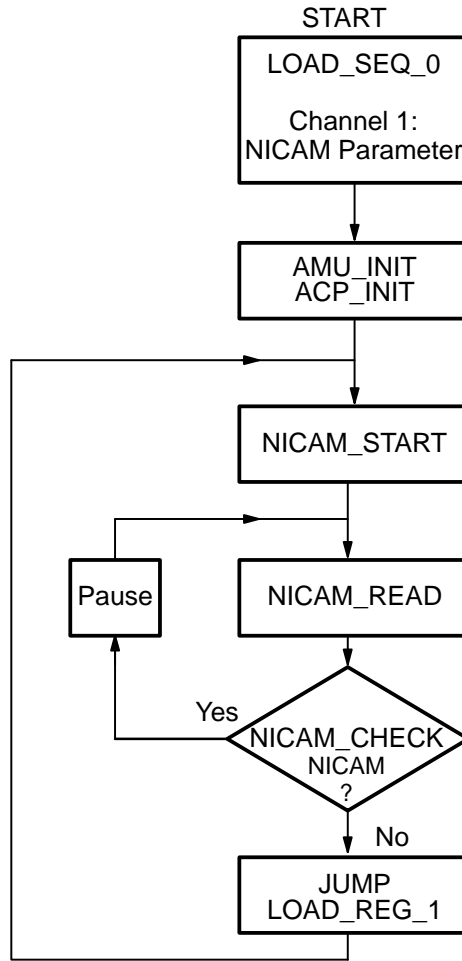 START
LOAD_SEQ_0
Channel 1:
NICAM Parameter
AMU_INIT
ACP_INIT
NICAM_START
Pause
NICAM_READ
Yes
NICAM_CHECK
NICAM
?
No
JUMP
LOAD_REG_1